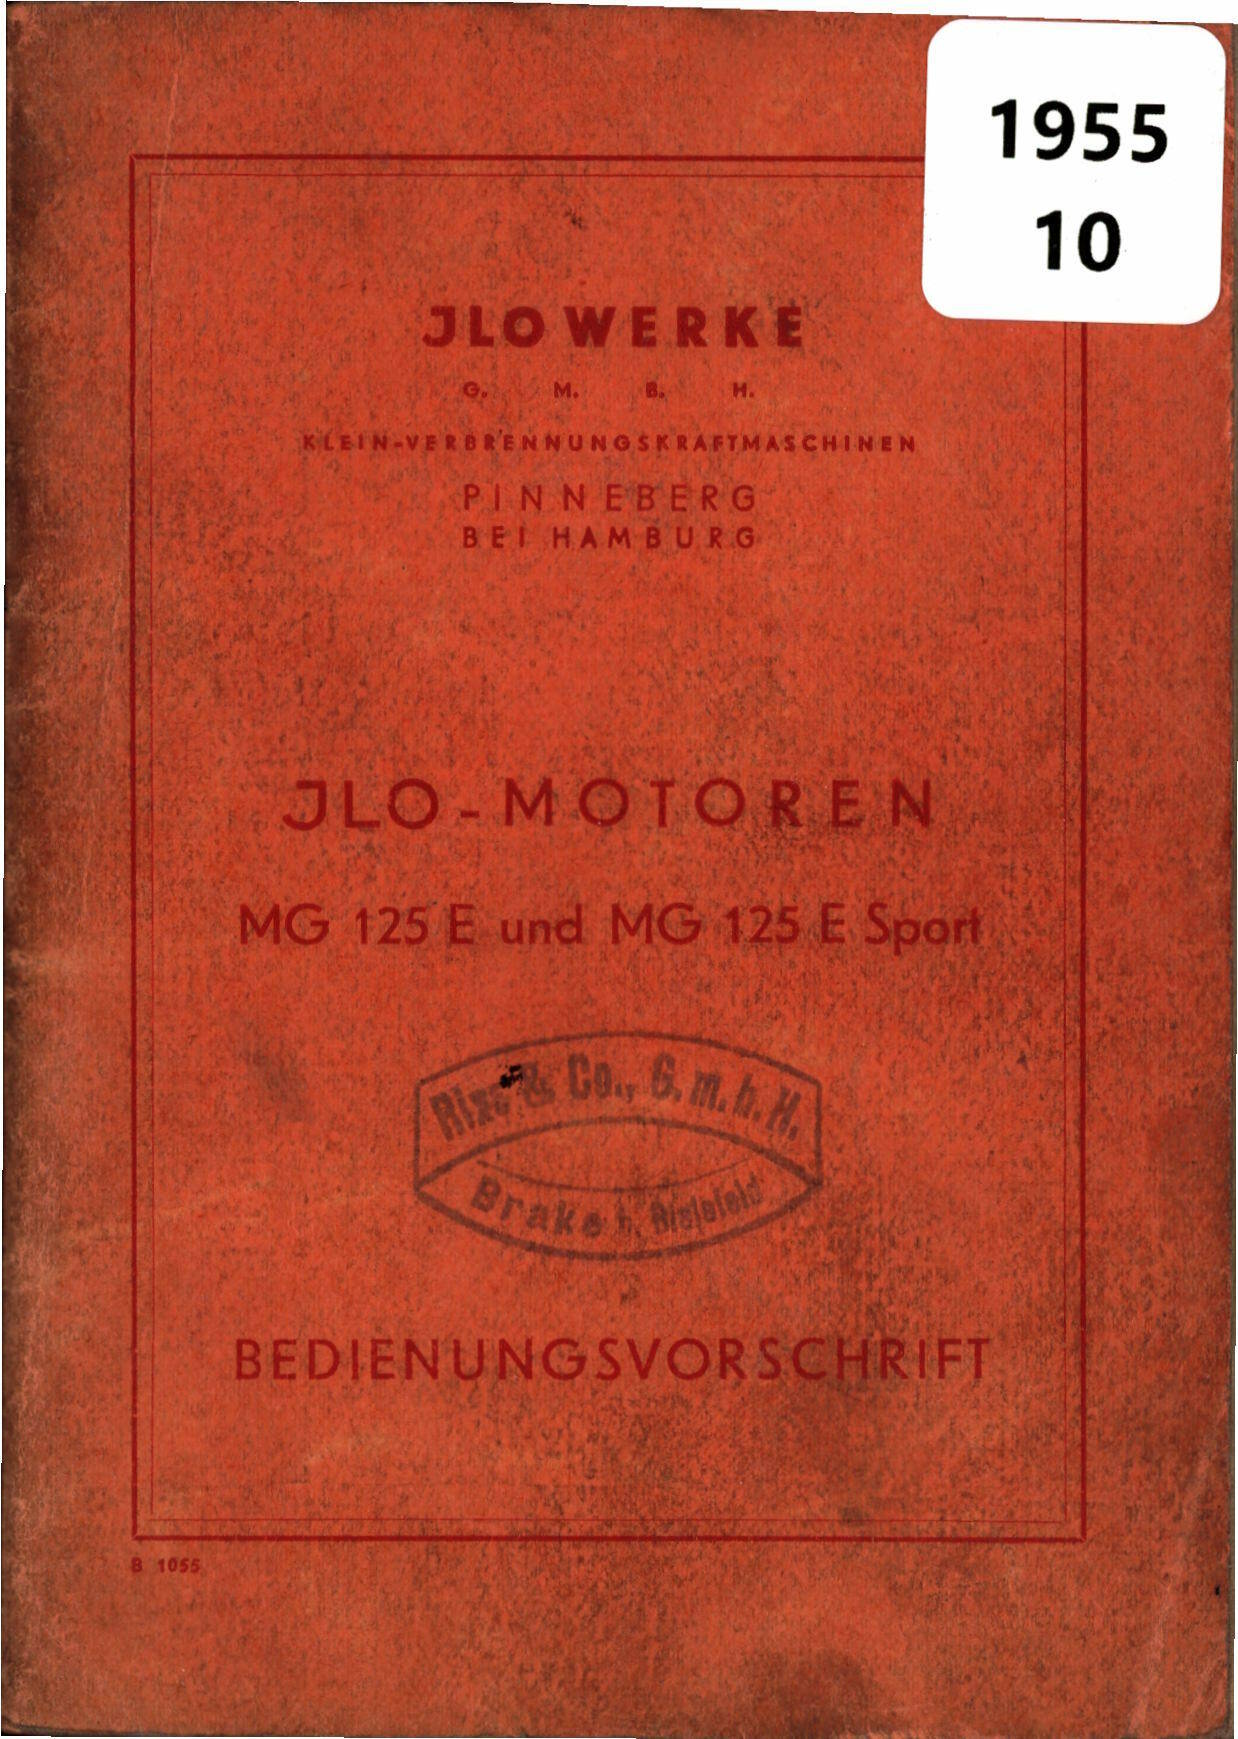 1955
10
JLO WERKE
G. M. B. H.
KLEIN-VERBRENNUNGSKRAFTMASCHINEN
PINNEBERG
BEI HAMBURG
JLO-MOTOREN
MG 125 E und MG 125 E Sport
& Co., G.m.b.H.
Brake b. Bielefeld
BEDIENUNGSVORSCHRIFT
B 1055